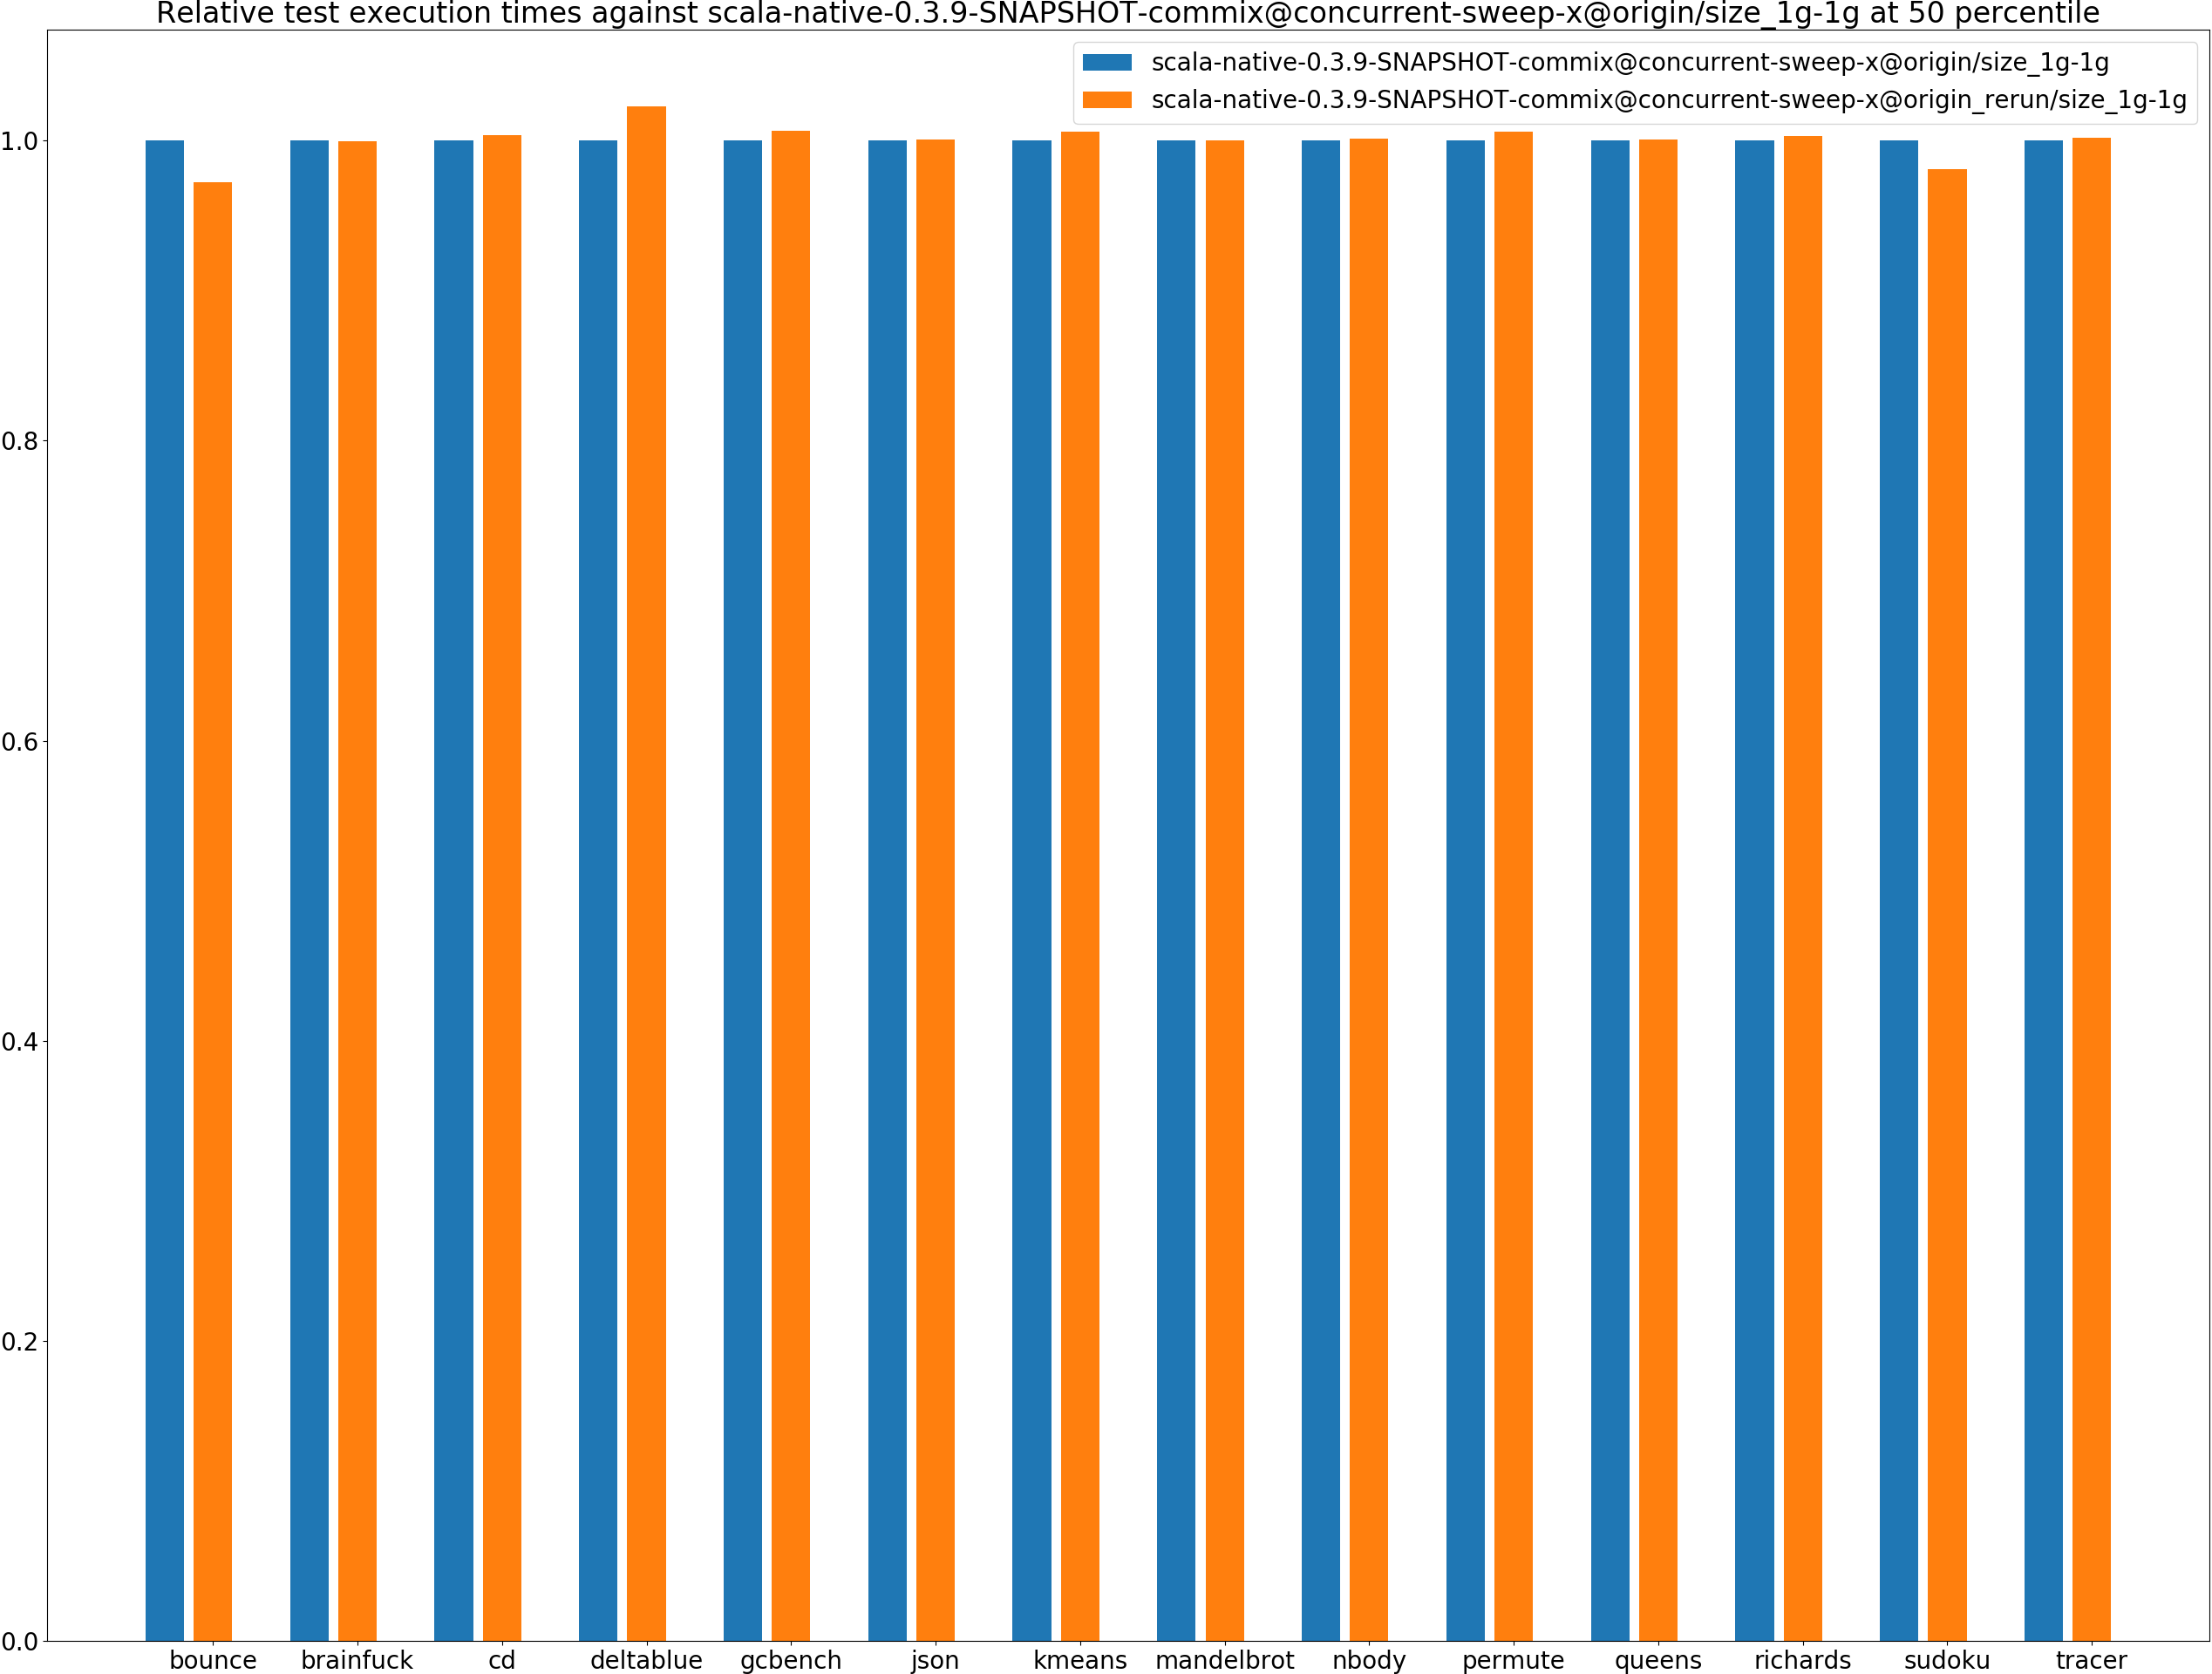 Relative test execution times against scala-native-0.3.9-SNAPSHOT-commix@concurrent-sweep-x@origin/size_1g-1g at 50 percentile
scala-native-0.3.9-SNAPSHOT-commix@concurrent-sweep-x@origin/size_1g-1g
scala-native-0.3.9-SNAPSHOT-commix@concurrent-sweep-x@origin_rerun/size_1g-1g
1.0
0.8
0.6
0.4
0.2
0.0
bounce brainfuck cd deltablue gcbench json kmeans mandelbrot nbody permute queens richards sudoku tracer